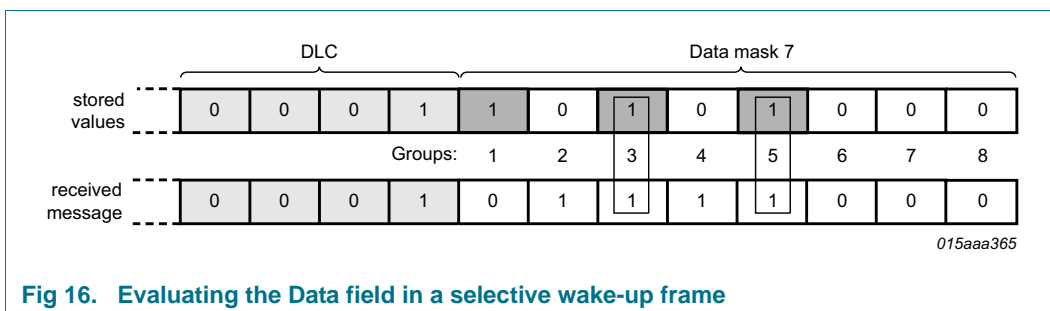 DLC Data mask 7
stored values 0 0 0 1 1 0 1 0 1 0 0 0
Groups: 1 2 3 4 5 6 7 8
received message 0 0 0 1 0 1 1 1 1 0 0 0
015aaa365
Fig 16. Evaluating the Data field in a selective wake-up frame